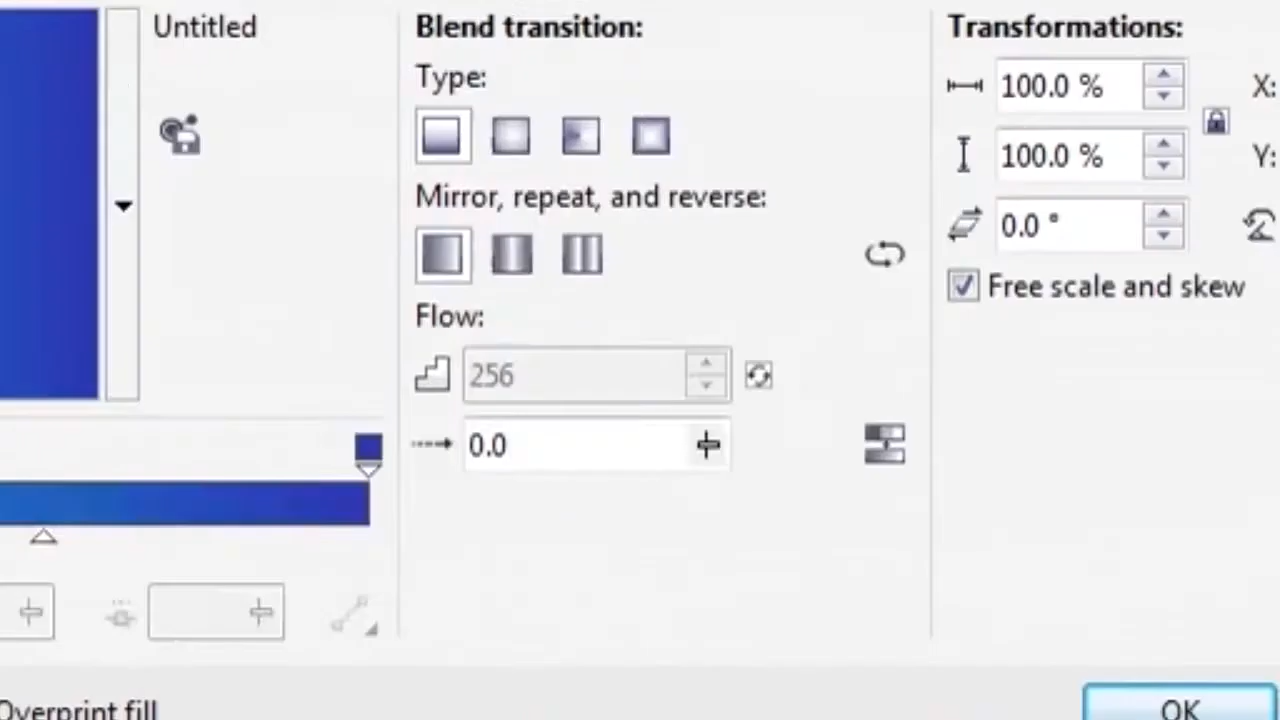 Untitled
Blend transition:
Type:
Mirror, repeat, and reverse:
Flow:
256
0.0
Transformations:
100.0 %
X:
100.0 %
Y:
0.0 °
Free scale and skew
Overprint fill
OK